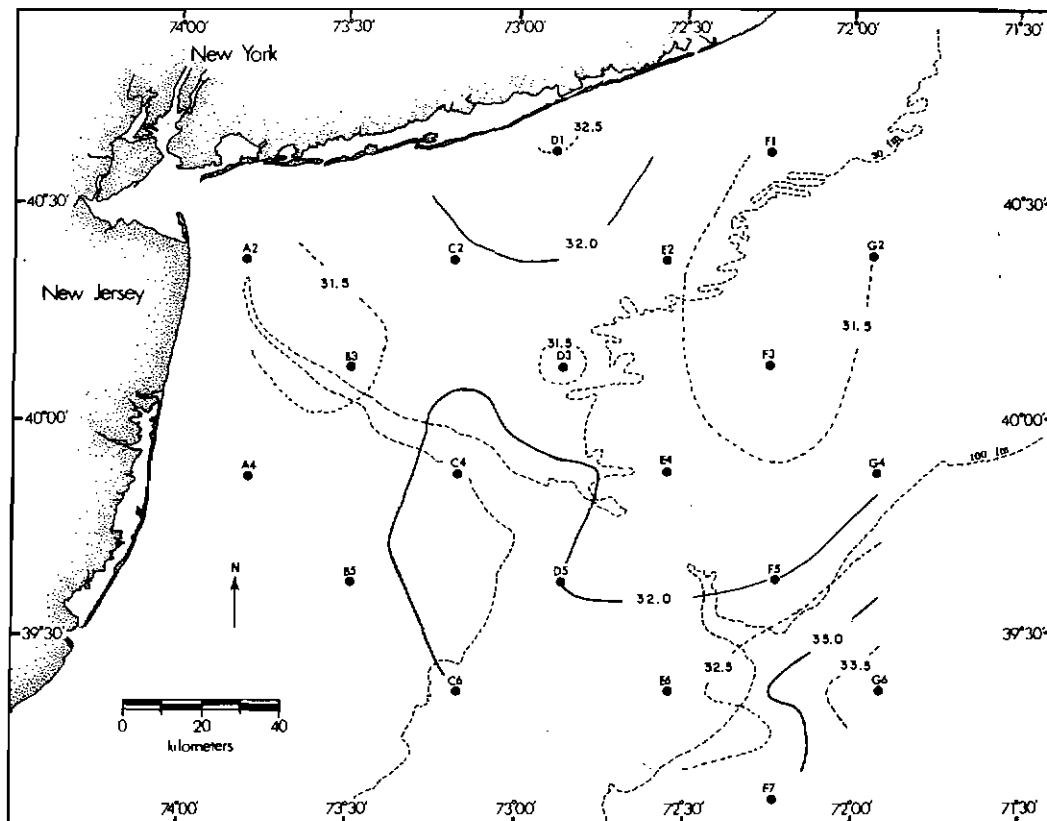 74°00' 73°30' 73°00' 72°30' 72°00' 71°30'
New York
D1 32.5 F1
30 fm
40°30' 40°30'
32.0
A2 C2 E2 G2
New Jersey
31.5
31.5
31.5
B3 D3 F3
40°00' 40°00'
100 fm
A4 C4 E4 G4
N
B5 D5 F5
32.0
39°30' 39°30'
35.0
32.5 33.5
C6 E6 G6
0 20 40
kilometers
74°00' 73°30' 73°00' 72°30' 72°00' 71°30'